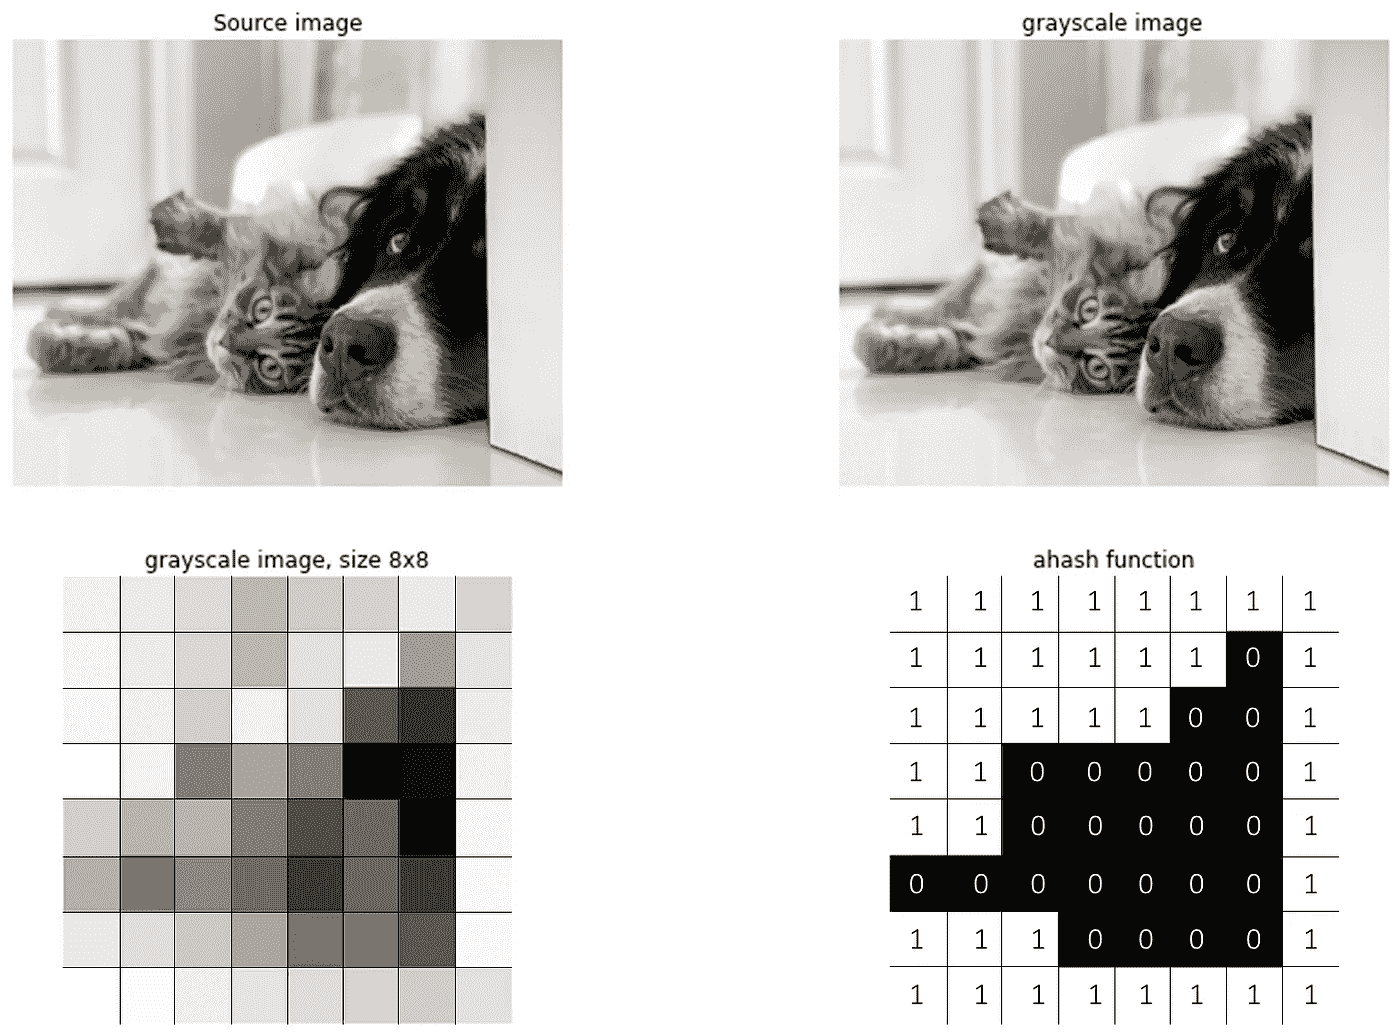 Source image
grayscale image
grayscale image, size 8x8
ahash function
1 1 1 1 1 1 1 1
1 1 1 1 1 1 0 1
1 1 1 1 1 0 0 1
1 1 0 0 0 0 0 1
1 1 0 0 0 0 0 1
0 0 0 0 0 0 0 1
1 1 1 0 0 0 0 1
1 1 1 1 1 1 1 1